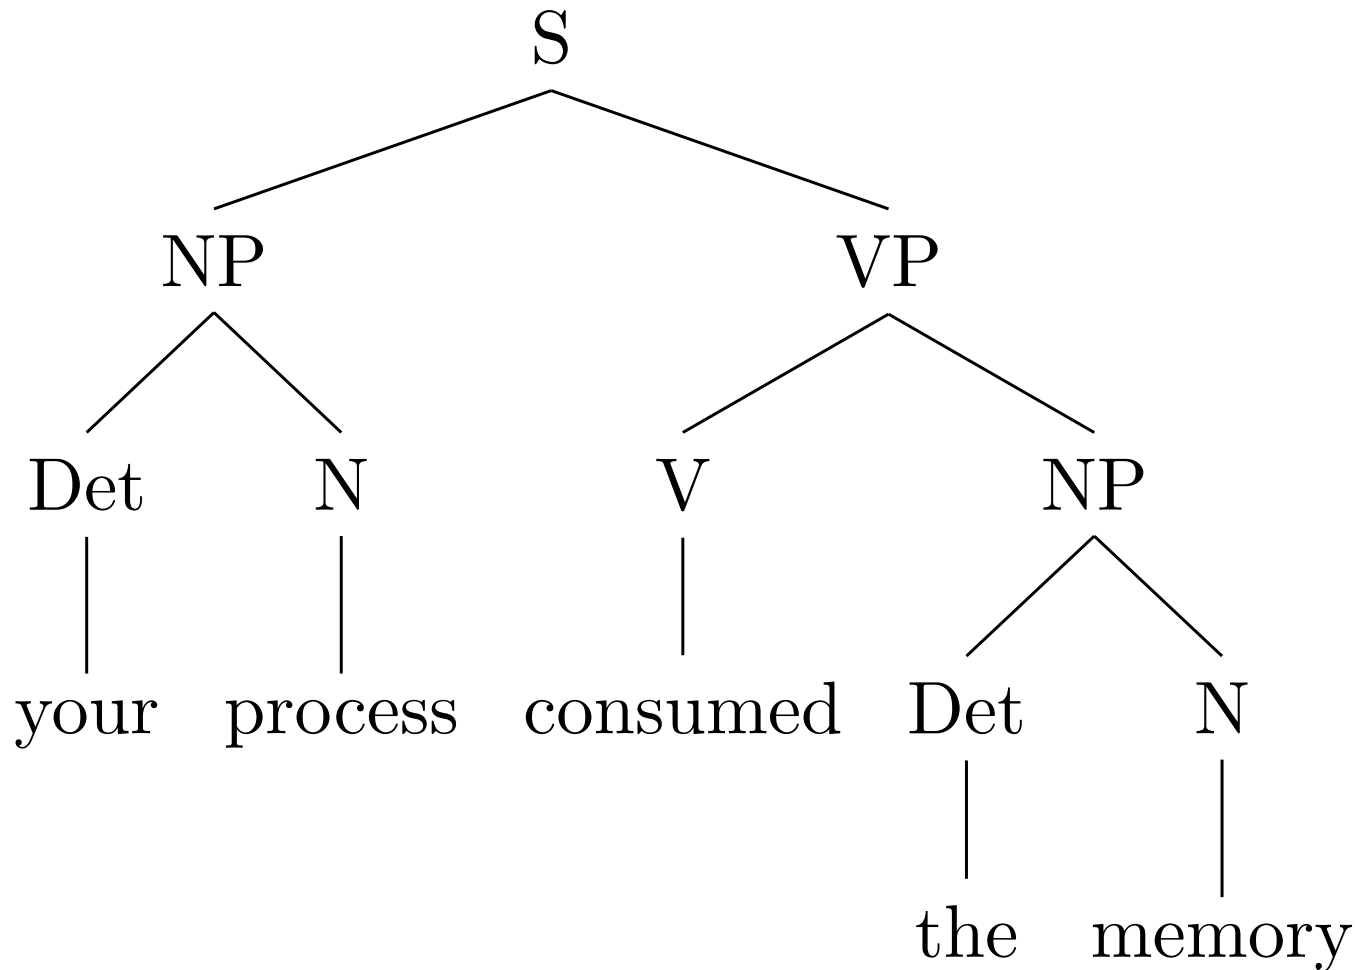 S
NP VP
Det N V NP
your process consumed Det N
the memory